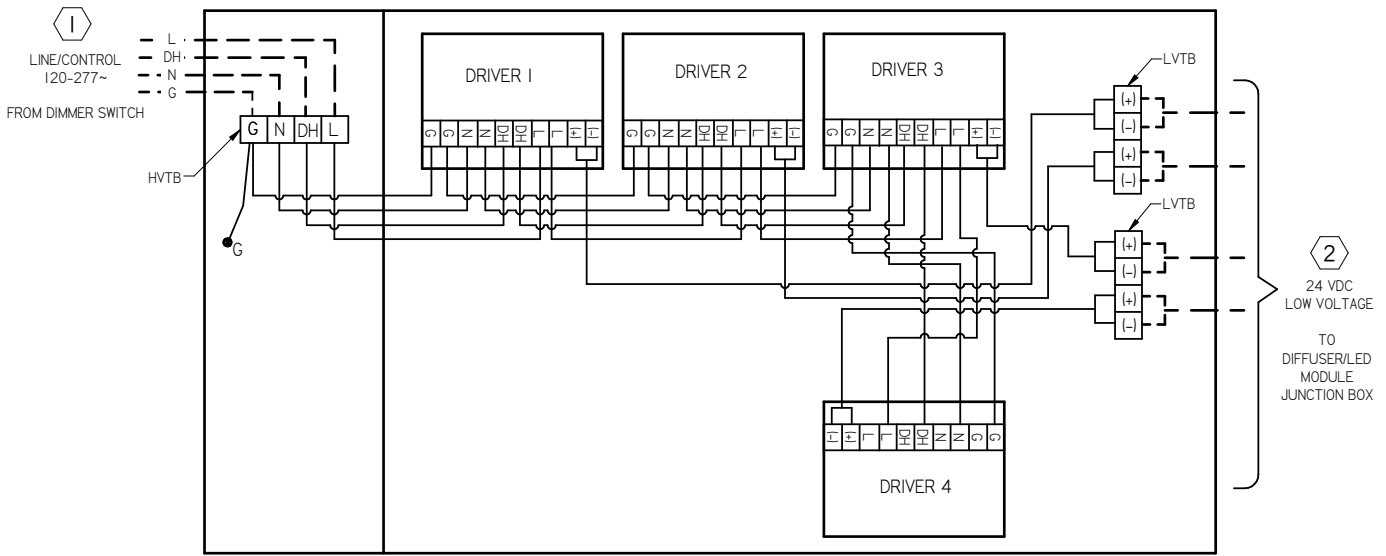 1
LINE/CONTROL
120-277~
FROM DIMMER SWITCH
L
DH
N
G
G N DH L
HVTB
G
DRIVER 1
G G N N DH DH L L (+) (-)
DRIVER 2
G G N N DH DH L L (+) (-)
DRIVER 3
G G N N DH DH L L (+) (-)
LVTB
(+)
(-)
(+)
(-)
LVTB
(+)
(-)
(+)
(-)
2
24 VDC
LOW VOLTAGE
TO
DIFFUSER/LED
MODULE
JUNCTION BOX
(-) (+) L L DH DH N N G G
DRIVER 4